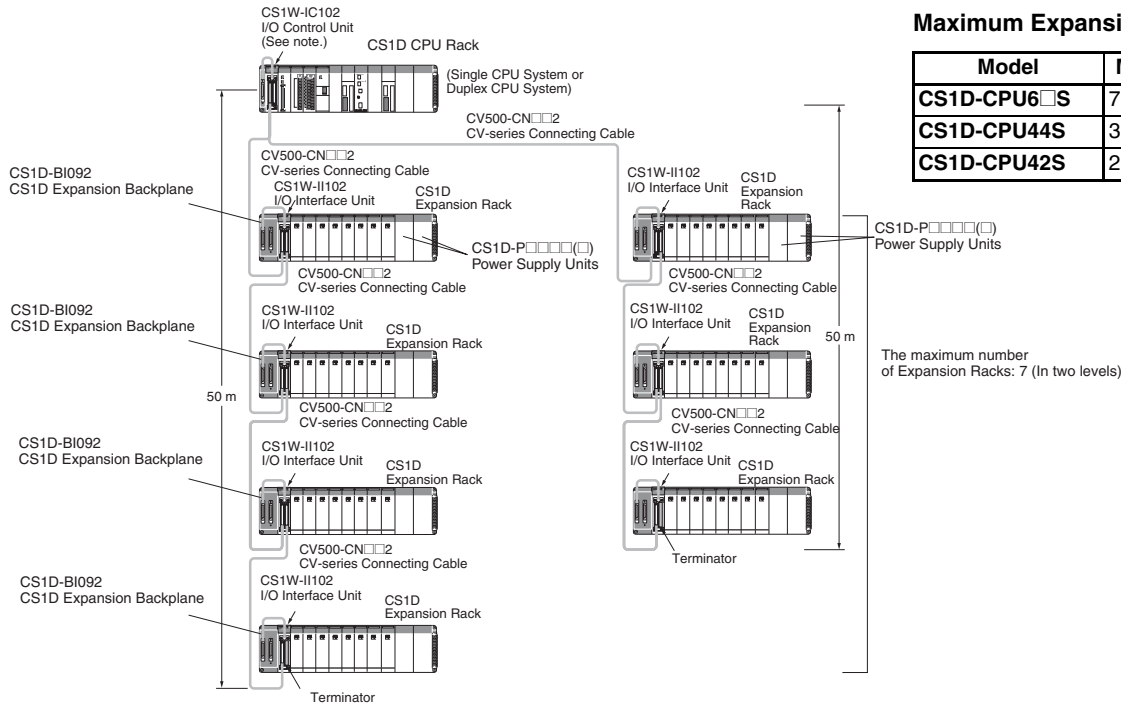 CS1W-IC102
I/O Control Unit
(See note.)
CS1D CPU Rack
(Single CPU System or
Duplex CPU System)
CV500-CN□□2
CV-series Connecting Cable
CV500-CN□□2
CV-series Connecting Cable
CS1D-BI092
CS1D Expansion Backplane
CS1W-II102
I/O Interface Unit
CS1D
Expansion Rack
CS1D-P□□□□(□)
Power Supply Units
CV500-CN□□2
CV-series Connecting Cable
CS1D-BI092
CS1D Expansion Backplane
CS1W-II102
I/O Interface Unit
CS1D
Expansion Rack
50 m
CV500-CN□□2
CV-series Connecting Cable
CS1D-BI092
CS1D Expansion Backplane
CS1W-II102
I/O Interface Unit
CS1D
Expansion Rack
CV500-CN□□2
CV-series Connecting Cable
CS1D-BI092
CS1D Expansion Backplane
CS1W-II102
I/O Interface Unit
CS1D
Expansion Rack
Terminator
CS1W-II102
I/O Interface Unit
CS1D
Expansion
Rack
CS1D-P□□□□(□)
Power Supply Units
CV500-CN□□2
CV-series Connecting Cable
CS1W-II102
I/O Interface Unit
CS1D
Expansion
Rack
50 m
CV500-CN□□2
CV-series Connecting Cable
CS1W-II102
I/O Interface Unit
CS1D
Expansion Rack
Terminator
The maximum number
of Expansion Racks: 7 (In two levels)
Maximum Expansi
Model
CS1D-CPU6□S 7
CS1D-CPU44S 3
CS1D-CPU42S 2